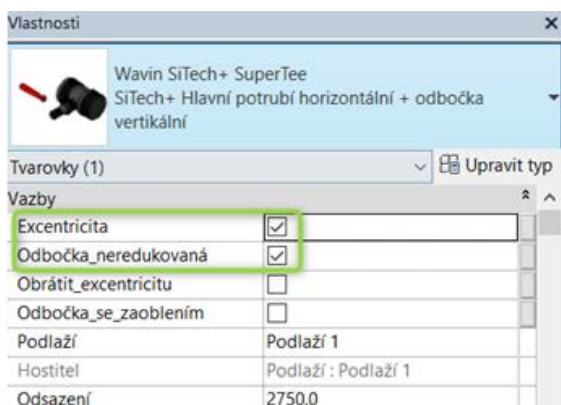 Vlastnosti
Wavin SiTech+ SuperTee
SiTech+ Hlavní potrubí horizontální + odbočka
vertikální
Tvarovky (1) Upravit typ
Vazby
Excentricita
Odbočka_neredukovaná
Obrátit_excentricitu
Odbočka_se_zaoblením
Podlaží Podlaží 1
Hostitel Podlaží : Podlaží 1
Odsazení 2750.0